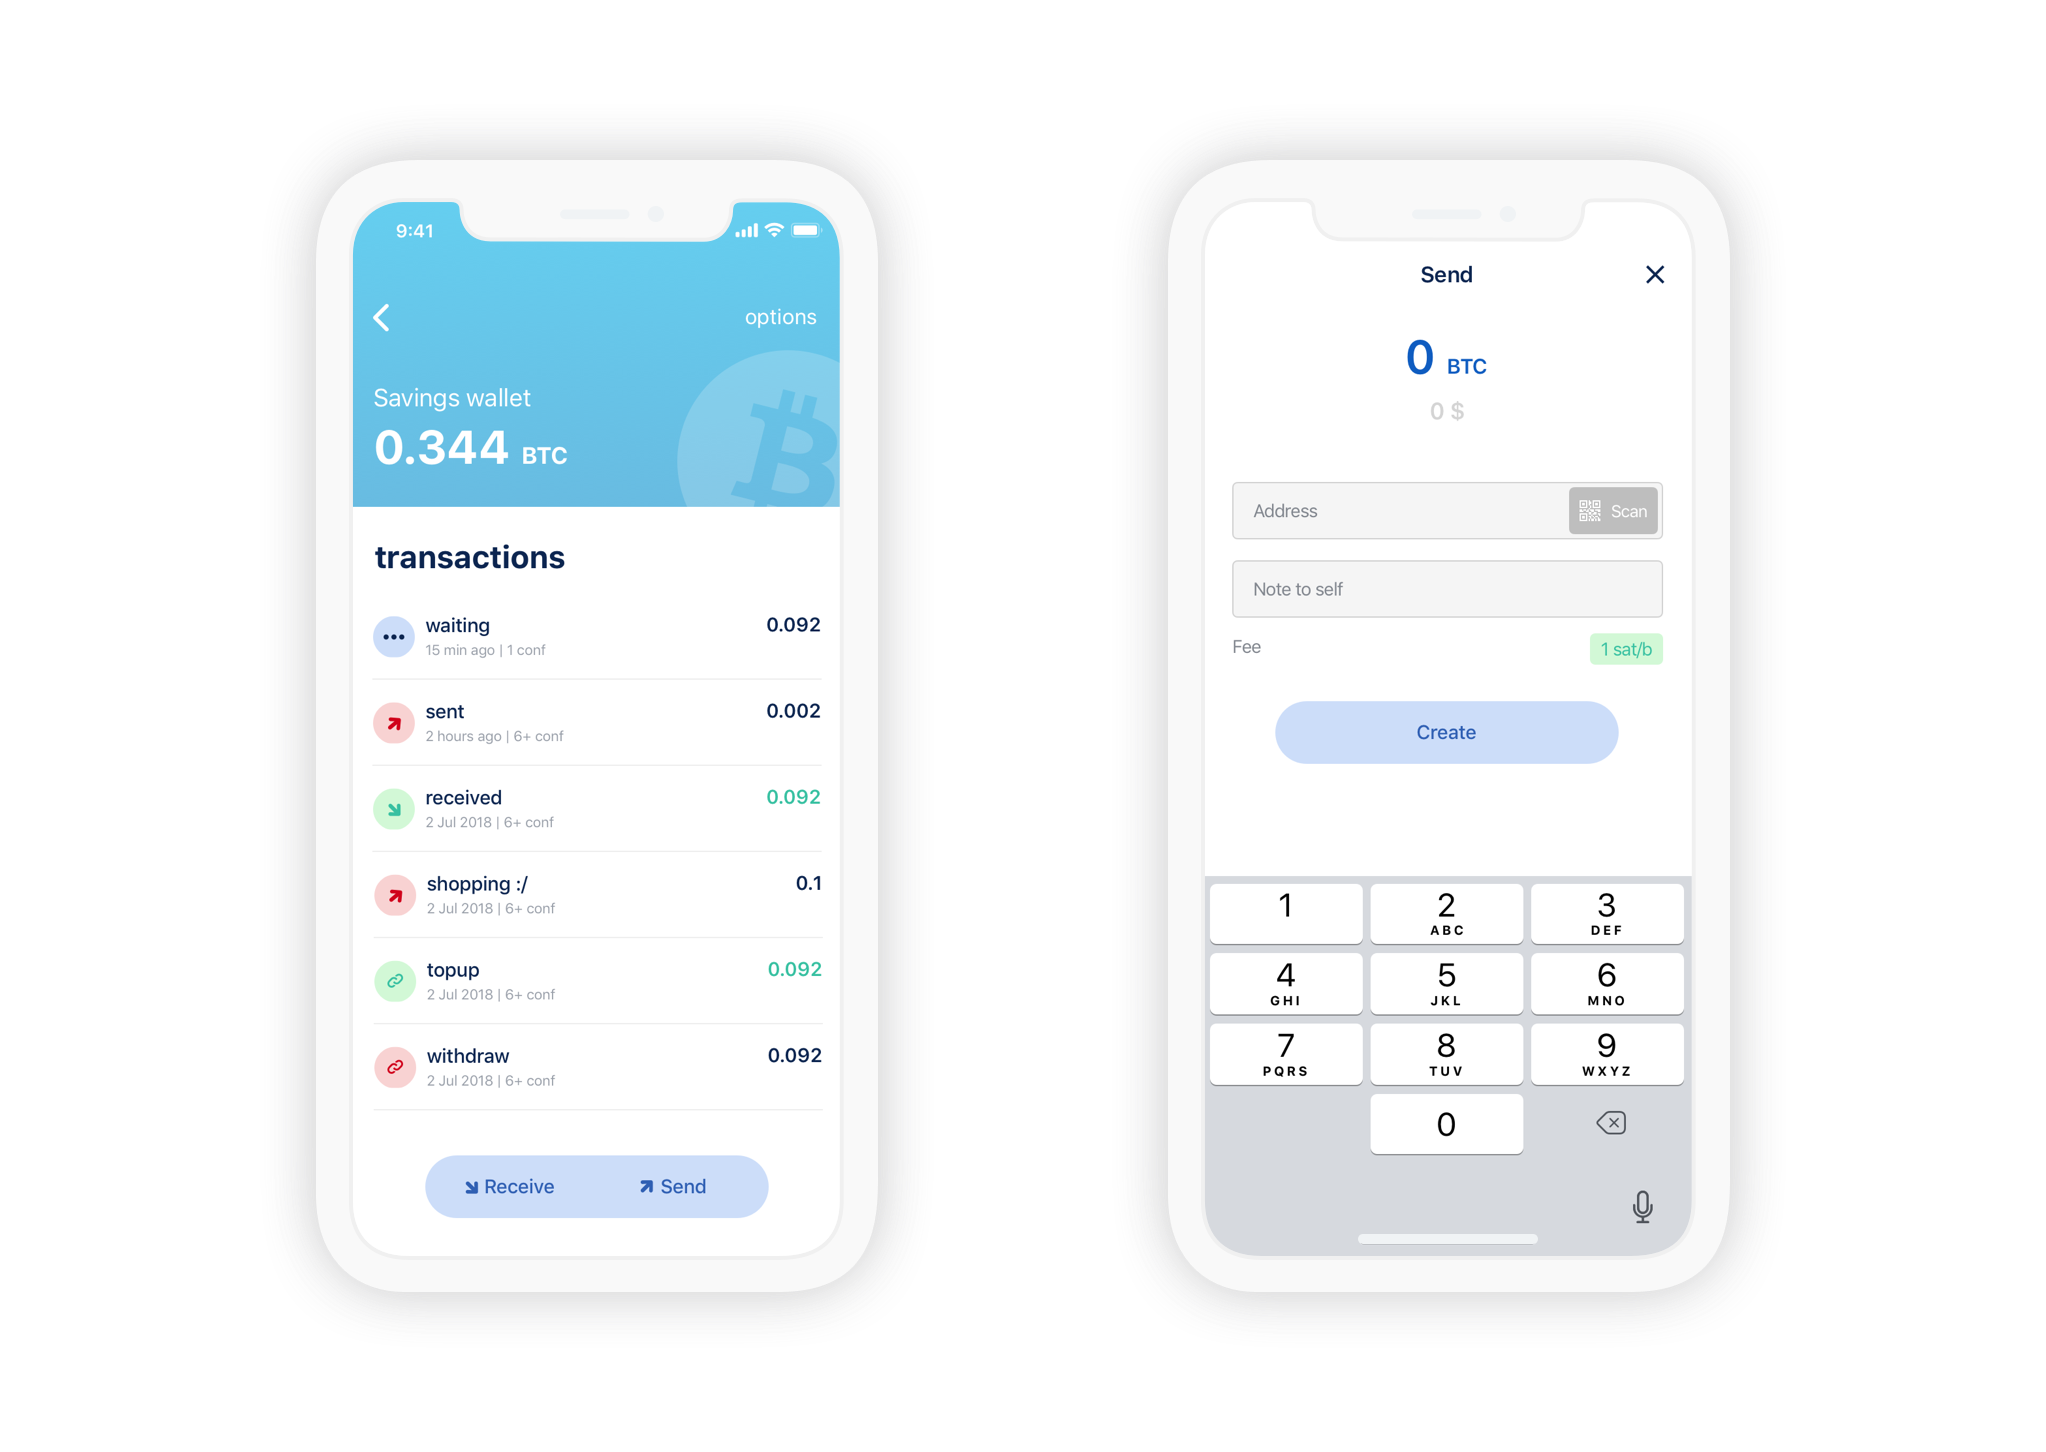 9:41
options
Savings wallet
0.344 BTC
transactions
waiting 0.092
15 min ago | 1 conf
sent 0.002
2 hours ago | 6+ conf
received 0.092
2 Jul 2018 | 6+ conf
shopping :/ 0.1
2 Jul 2018 | 6+ conf
topup 0.092
2 Jul 2018 | 6+ conf
withdraw 0.092
2 Jul 2018 | 6+ conf
Receive Send
Send
0 BTC
0 $
Address Scan
Note to self
Fee 1 sat/b
Create
1 2 3
ABC DEF
4 5 6
GHI JKL MNO
7 8 9
PQRS TUV WXYZ
0